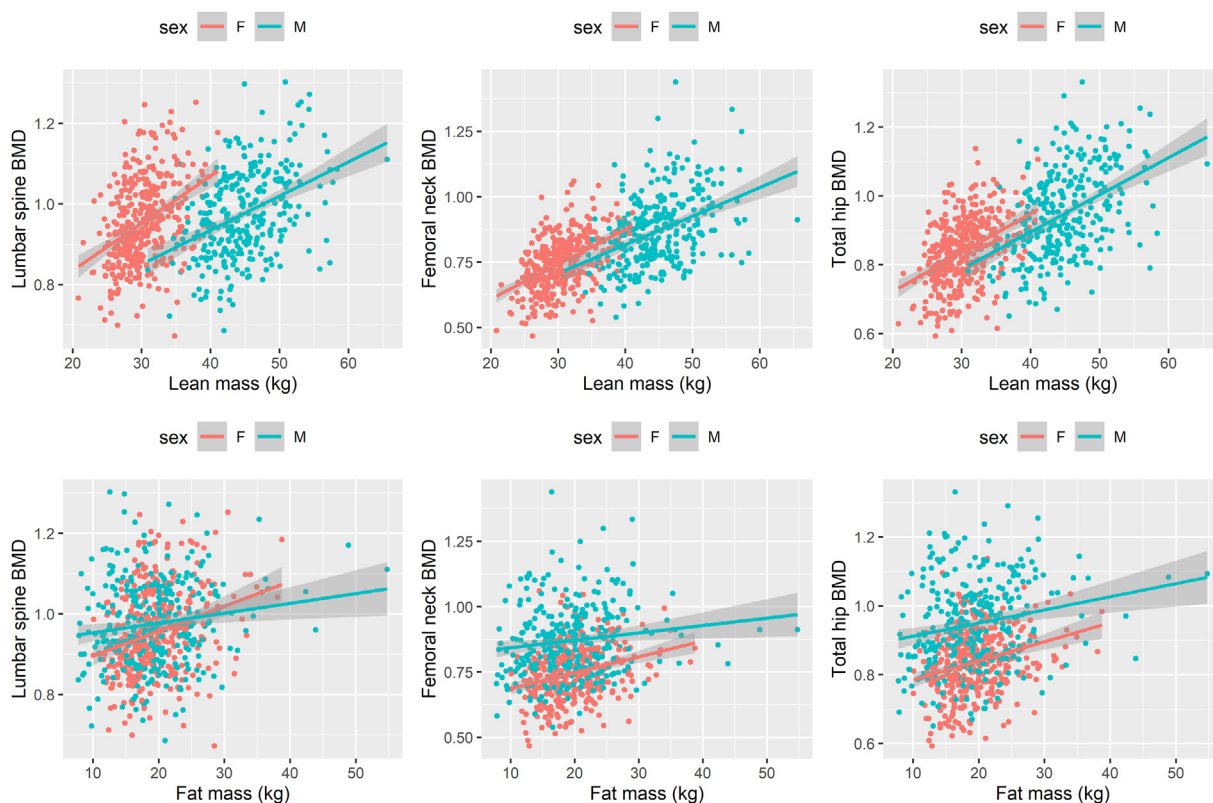 sex F M
sex F M
sex F M
Lumbar spine BMD
1.2
1.0
0.8
20 30 40 50 60
Lean mass (kg)
Femoral neck BMD
1.25
1.00
0.75
0.50
20 30 40 50 60
Lean mass (kg)
Total hip BMD
1.2
1.0
0.8
0.6
20 30 40 50 60
Lean mass (kg)
sex F M
sex F M
sex F M
Lumbar spine BMD
1.2
1.0
0.8
10 20 30 40 50
Fat mass (kg)
Femoral neck BMD
1.25
1.00
0.75
0.50
10 20 30 40 50
Fat mass (kg)
Total hip BMD
1.2
1.0
0.8
0.6
10 20 30 40 50
Fat mass (kg)